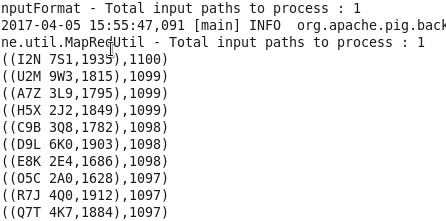 nputFormat - Total input paths to process : 1
2017-04-05 15:55:47,091 [main] INFO  org.apache.pig.back
ne.util.MapRedUtil - Total input paths to process : 1
((I2N 7S1,1935),1100)
((U2M 9W3,1815),1099)
((A7Z 3L9,1795),1099)
((H5X 2J2,1849),1099)
((C9B 3Q8,1782),1098)
((D9L 6K0,1903),1098)
((E8K 2E4,1686),1098)
((O5C 2A0,1628),1097)
((R7J 4Q0,1912),1097)
((Q7T 4K7,1884),1097)